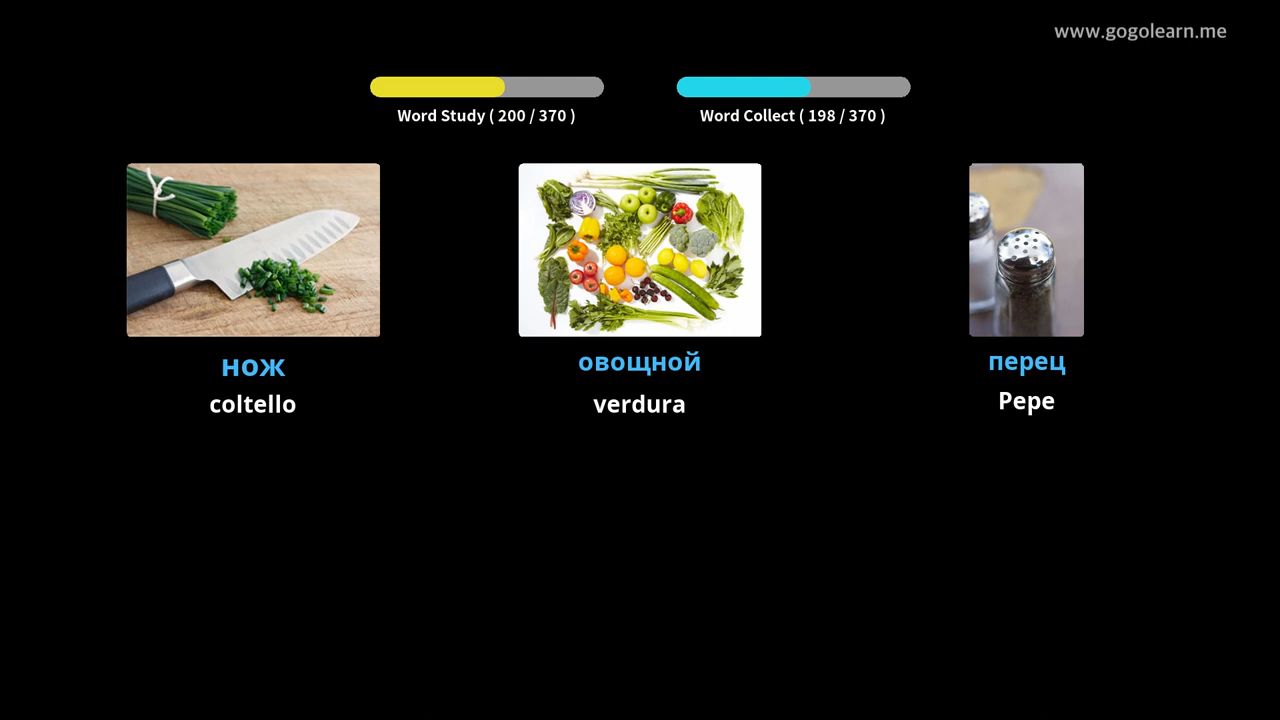 www.gogolearn.me
Word Study ( 200 / 370 )
Word Collect ( 198 / 370 )
нож
coltello
овощной
verdura
перец
Pepe